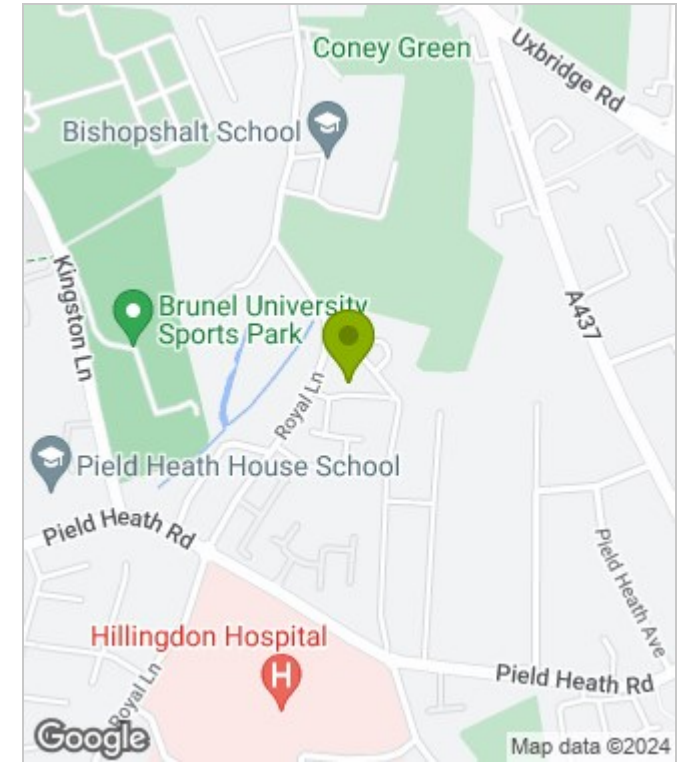 Coney Green
Uxbridge Rd
Bishopshalt School
Kingston Ln
Brunel University
Sports Park
A437
Royal Ln
Pield Heath House School
Pield Heath Rd
Pield Heath Ave
Hillingdon Hospital
H
Pield Heath Rd
Royal Ln
Google
Map data ©2024